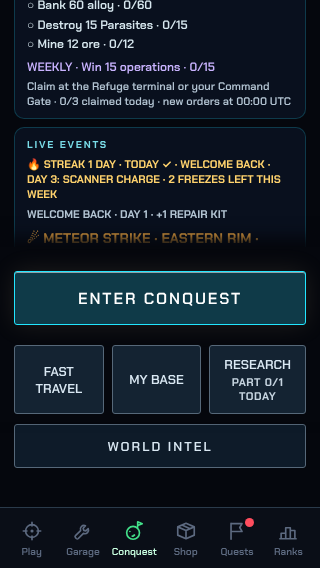 ○ Bank 60 alloy · 0/60
○ Destroy 15 Parasites · 0/15
○ Mine 12 ore · 0/12
WEEKLY · Win 15 operations · 0/15
Claim at the Refuge terminal or your Command
Gate · 0/3 claimed today · new orders at 00:00 UTC
LIVE EVENTS
🔥 STREAK 1 DAY · TODAY ✓ · WELCOME BACK ·
DAY 3: SCANNER CHARGE · 2 FREEZES LEFT THIS
WEEK
WELCOME BACK · DAY 1 · +1 REPAIR KIT
☄ METEOR STRIKE · EASTERN RIM ·
ENTER CONQUEST
FAST
TRAVEL
MY BASE
RESEARCH
PART 0/1
TODAY
WORLD INTEL
Play
Garage
Conquest
Shop
Quests
Ranks